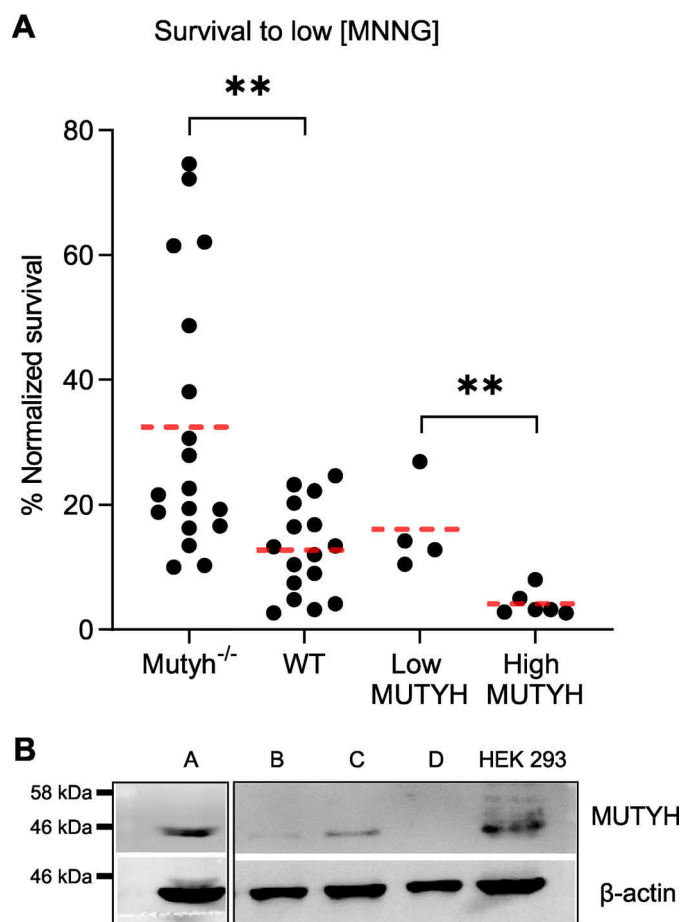 A
Survival to low [MNNG]
**
80
60
40
20
0
% Normalized survival
**
Mutyh-/-
WT
Low
MUTYH
High
MUTYH
B
A
B
C
D
HEK 293
58 kDa
46 kDa
MUTYH
46 kDa
β-actin